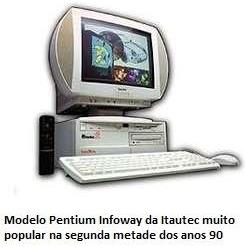 Modelo Pentium Infoway da Itautec muito
popular na segunda metade dos anos 90